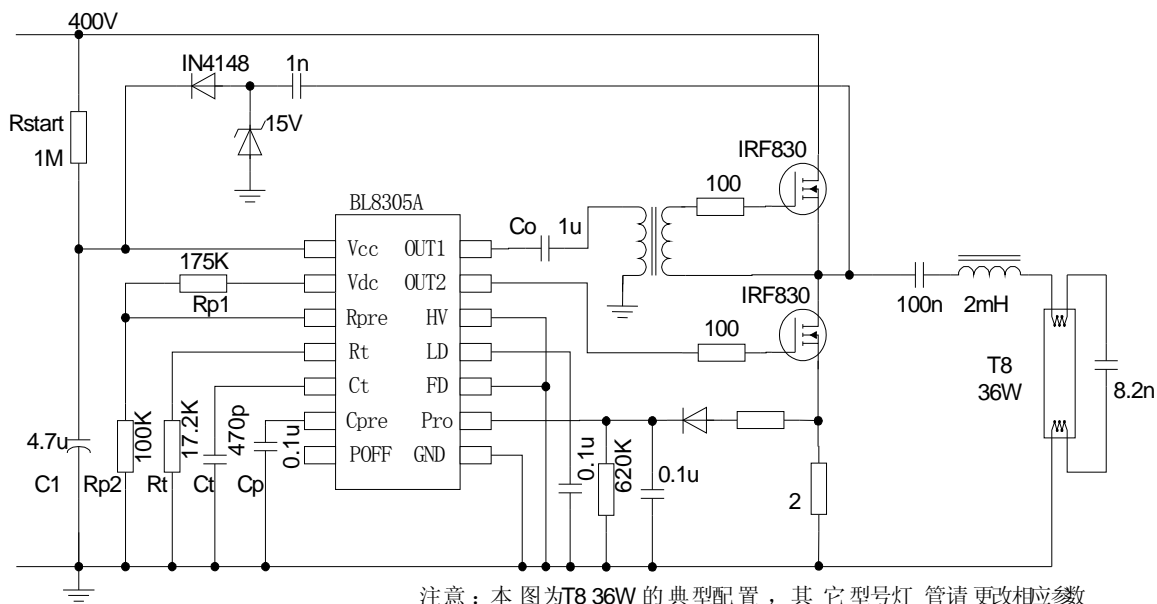 400V
IN4148
1n
Rstart
1M
15V
IRF830
100
BL8305A
Co
1u
Vcc
OUT1
175K
Vdc
OUT2
Rp1
IRF830
Rpre
HV
100n
2mH
100
Rt
LD
T8
36W
Ct
FD
8.2n
Cpre
Pro
4.7u
100K
17.2K
470p
0.1u
POFF
GND
0.1u
620K
0.1u
C1
Rp2
Rt
Ct
Cp
2
注意：本图为T8 36W 的典型配置，其它型号灯管请更改相应参数